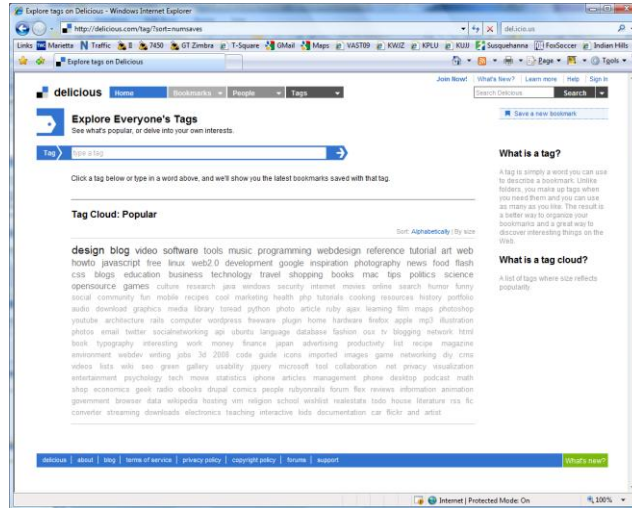 Explore tags on Delicious - Windows Internet Explorer
http://delicious.com/tag/?sort=numsaves
del.icio.us
Links Marietta Traffic 8 7450 GT Zimbra T-Square GMail Maps VAST09 KWJZ KPLU KUJJ Susquehanna FoxSoccer Indian Hills
Explore tags on Delicious
Page Tools
Join Now! What's New? Learn more Help Sign In
delicious Home Bookmarks People Tags
Search Delicious Search
Explore Everyone's Tags
See what's popular, or delve into your own interests.
Save a new bookmark
Tag type a tag
Click a tag below or type in a word above, and we'll show you the latest bookmarks saved with that tag.
What is a tag?
A tag is simply a word you can use
to describe a bookmark. Unlike
folders, you make up tags when
you need them and you can use
as many as you like. The result is
a better way to organize your
bookmarks and a great way to
discover interesting things on the
Web.
What is a tag cloud?
A list of tags where size reflects
popularity.
Tag Cloud: Popular
Sort: Alphabetically | By size
design blog video software tools music programming webdesign reference tutorial art web
howto javascript free linux web2.0 development google inspiration photography news food flash
css blogs education business technology travel shopping books mac tips politics science
opensource games culture research java windows security internet movies online search humor funny
social community fun mobile recipes cool marketing health php tutorials cooking resources history portfolio
audio download graphics media library toread python photo article ruby ajax learning film maps photoshop
youtube architecture rails computer wordpress freeware plugin home hardware firefox apple mp3 illustration
photos email twitter socialnetworking api ubuntu language database fashion osx tv blogging network html
book typography interesting work money finance japan advertising productivity list recipe magazine
environment webdev writing jobs 3d 2008 code guide icons imported images game networking diy cms
videos lists wiki seo green gallery usability jquery microsoft tool collaboration net privacy visualization
entertainment psychology tech movie statistics iphone articles management phone desktop podcast math
shop economics geek radio ebooks drupal comics people rubyonrails forum flex reviews information animation
government browser data wikipedia hosting vim religion school wishlist realestate todo house literature rss flc
converter streaming downloads electronics teaching interactive kids documentation car flickr and artist
delicious | about | blog | terms of service | privacy policy | copyright policy | forums | support
What's new?
Internet | Protected Mode: On 100%